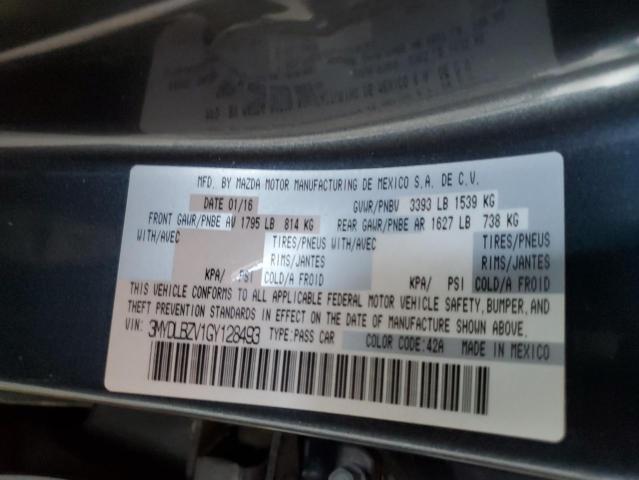 MFD. BY MAZDA MOTOR MANUFACTURING DE MEXICO S.A. DE C.V.
DATE 01/16 GVWR/PNBV 3393 LB 1539 KG
FRONT GAWR/PNBE AV 1795 LB 814 KG REAR GAWR/PNBE AR 1627 LB 738 KG
WITH/AVEC TIRES/PNEUS WITH/AVEC TIRES/PNEUS
RIMS/JANTES RIMS/JANTES
KPA/ PSI COLD/A FROID KPA/ PSI COLD/A FROID
THIS VEHICLE CONFORMS TO ALL APPLICABLE FEDERAL MOTOR VEHICLE SAFETY, BUMPER, AND
THEFT PREVENTION STANDARDS IN EFFECT ON THE DATE OF MANUFACTURE SHOWN ABOVE.
VIN: 3MYDLBZV1GY128493 TYPE:PASS CAR COLOR CODE:42A MADE IN MEXICO